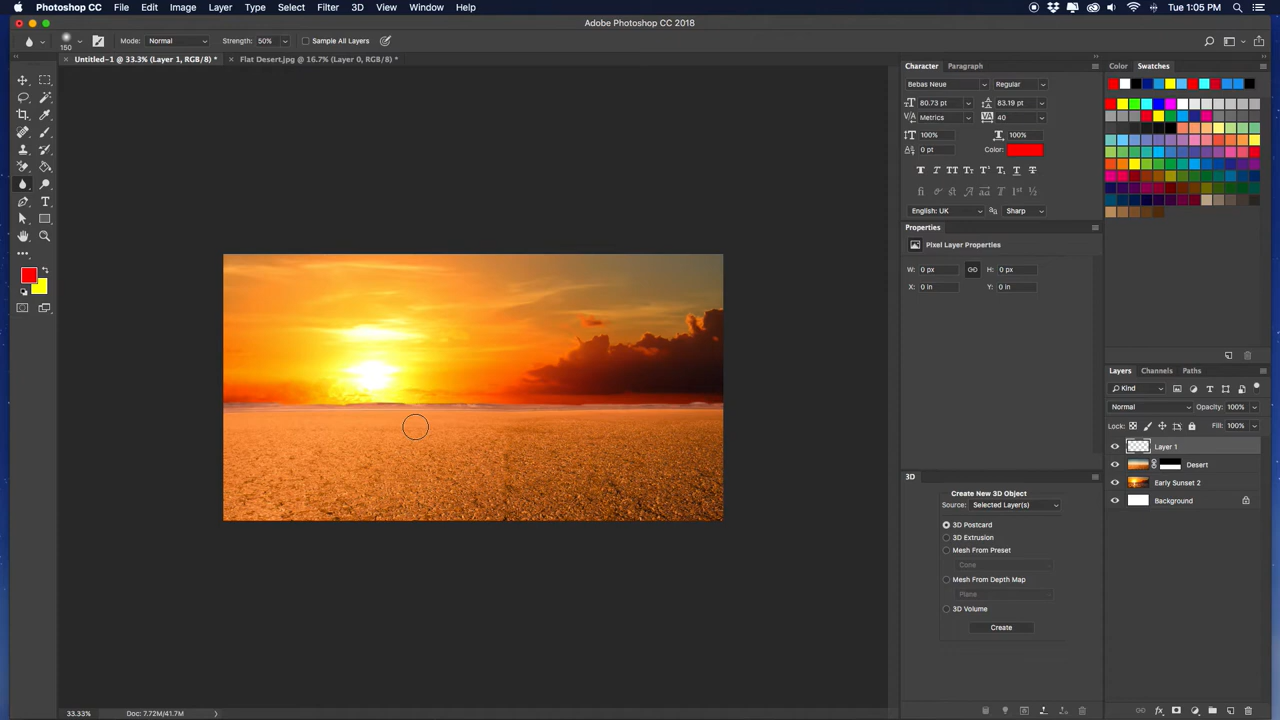 Photoshop CC File Edit Image Layer Type Select Filter 3D View Window Help Tue 1:05 PM
Adobe Photoshop CC 2018
150 Mode: Normal Strength: 50% Sample All Layers
Untitled-1 @ 33.3% (Layer 1, RGB/8) * Flat Desert.jpg @ 16.7% (Layer 0, RGB/8) *
Character Paragraph
Bebas Neue Regular
80.73 pt 83.19 pt
Metrics 40
100% 100%
0 pt Color:
English: UK Sharp
Properties
Pixel Layer Properties
W: 0 px H: 0 px
X: 0 in Y: 0 in
3D
Create New 3D Object
Source: Selected Layer(s)
3D Postcard
3D Extrusion
Mesh From Preset
Cone
Mesh From Depth Map
Plane
3D Volume
Create
Color Swatches
Layers Channels Paths
Kind
Normal Opacity: 100%
Lock: Fill: 100%
Layer 1
Desert
Early Sunset 2
Background
33.33% Doc: 7.72M/41.7M